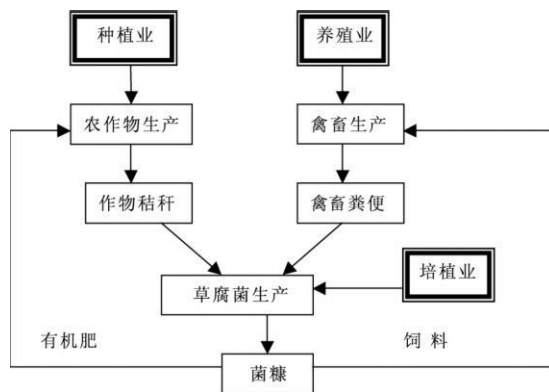 种植业
养殖业
农作物生产
禽畜生产
作物秸秆
禽畜粪便
培植业
草腐菌生产
有机肥
饲 料
菌糠